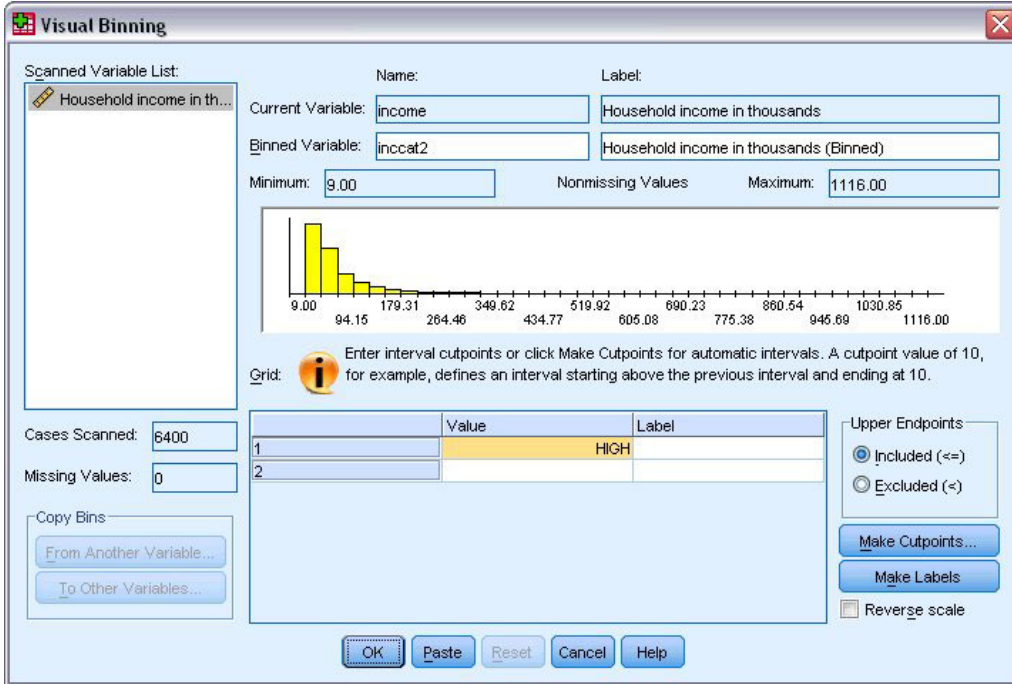 Visual Binning
Scanned Variable List:
Household income in th...
Name:
Label:
Current Variable:
income
Household income in thousands
Binned Variable:
inccat2
Household income in thousands (Binned)
Minimum:
9.00
Nonmissing Values
Maximum:
1116.00
9.00
179.31
349.62
519.92
690.23
860.54
1030.85
94.15
264.46
434.77
605.08
775.38
945.69
1116.00
Grid:
Enter interval cutpoints or click Make Cutpoints for automatic intervals. A cutpoint value of 10,
for example, defines an interval starting above the previous interval and ending at 10.
Cases Scanned:
6400
Missing Values:
0
Copy Bins
From Another Variable...
To Other Variables...
Value
Label
1
HIGH
2
Upper Endpoints
Included (<=)
Excluded (<)
Make Cutpoints...
Make Labels
Reverse scale
OK
Paste
Reset
Cancel
Help